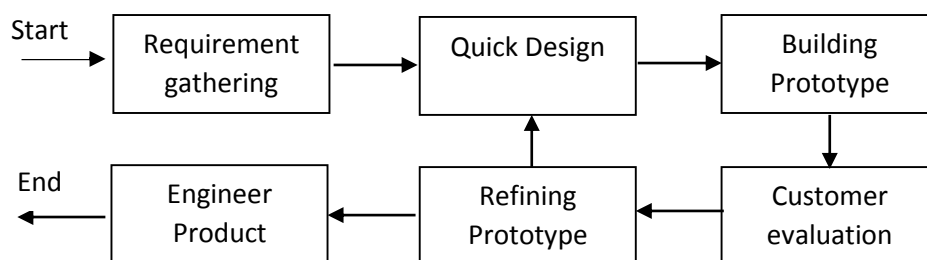 Start
Requirement
gathering
Quick Design
Building
Prototype
End
Engineer
Product
Refining
Prototype
Customer
evaluation